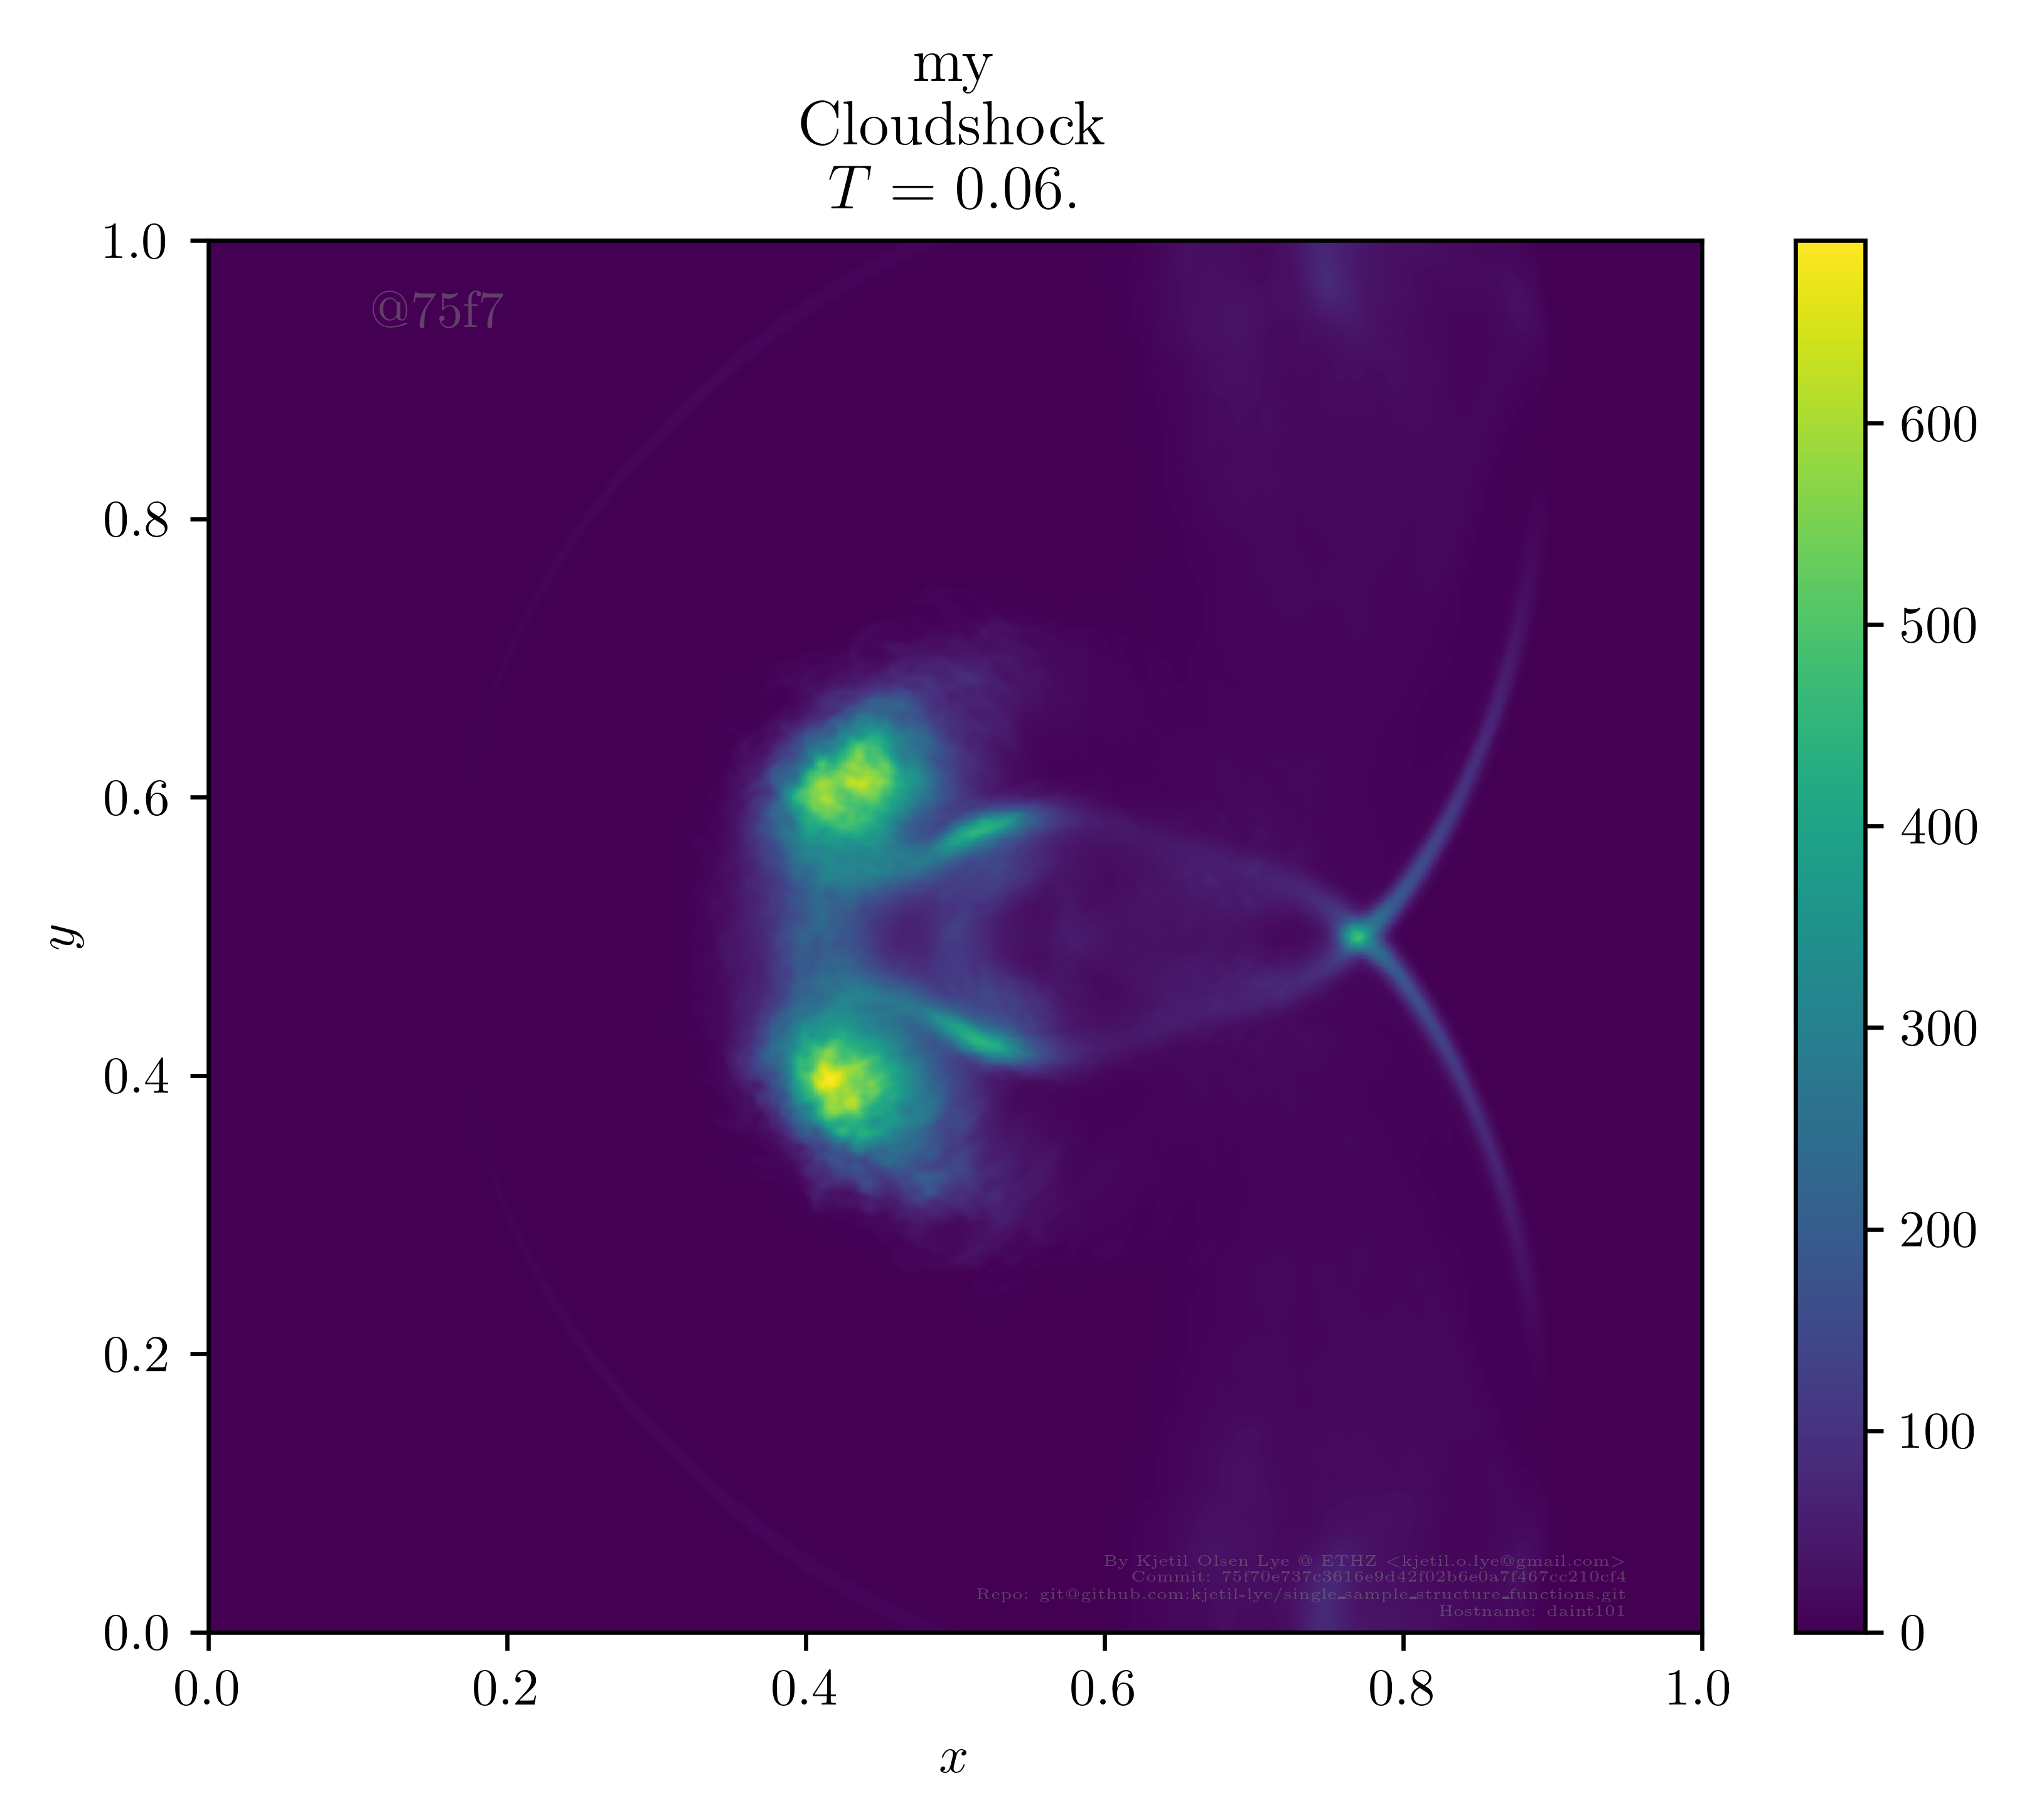 my
Cloudshock
T = 0.06.
@75f7
1.0
0.8
0.6
0.4
0.2
0.0
y
0.0 0.2 0.4 0.6 0.8 1.0
x
600
500
400
300
200
100
0
By Kjetil Olsen Lye @ ETHZ <kjetil.o.lye@gmail.com>
Commit: 75f70e737c3616e9d42f02b6e0a7f467cc210cf4
Repo: git@github.com:kjetil-lye/single_sample_structure_functions.git
Hostname: daint101